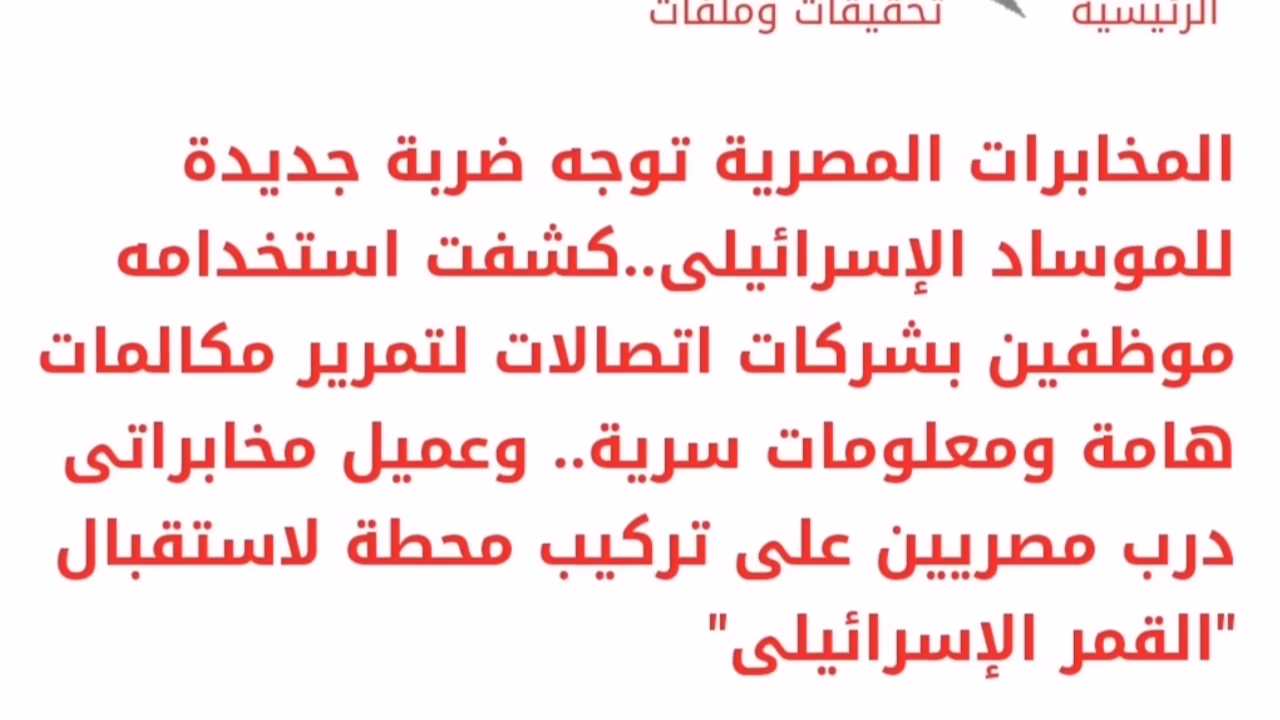 الرئيسية
تحقيقات وملفات
المخابرات المصرية توجه ضربة جديدة
للموساد الإسرائيلى..كشفت استخدامه
موظفين بشركات اتصالات لتمرير مكالمات
هامة ومعلومات سرية.. وعميل مخابراتى
درب مصريين على تركيب محطة لاستقبال
"القمر الإسرائيلى"